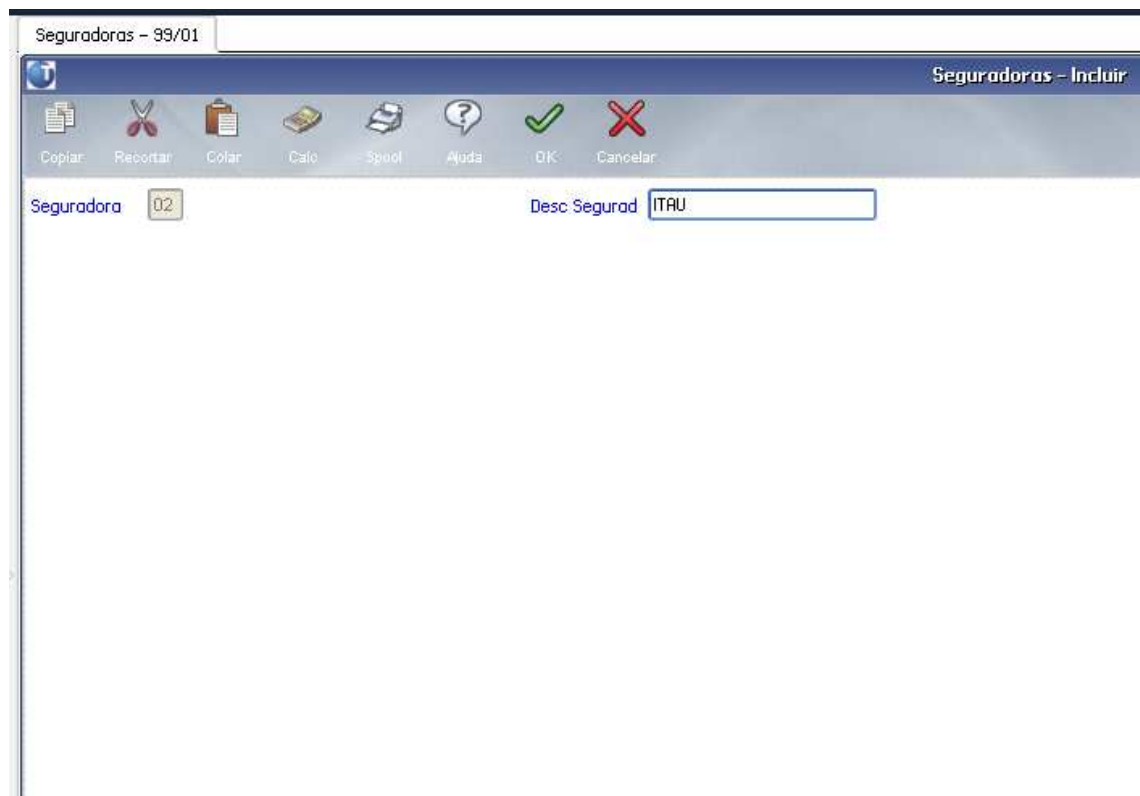 Seguradoras - 99/01
Seguradoras - Incluir
Copiar Recortar Colar Calc Spool Ajuda OK Cancelar
Seguradora 02 Desc Segurad ITAU